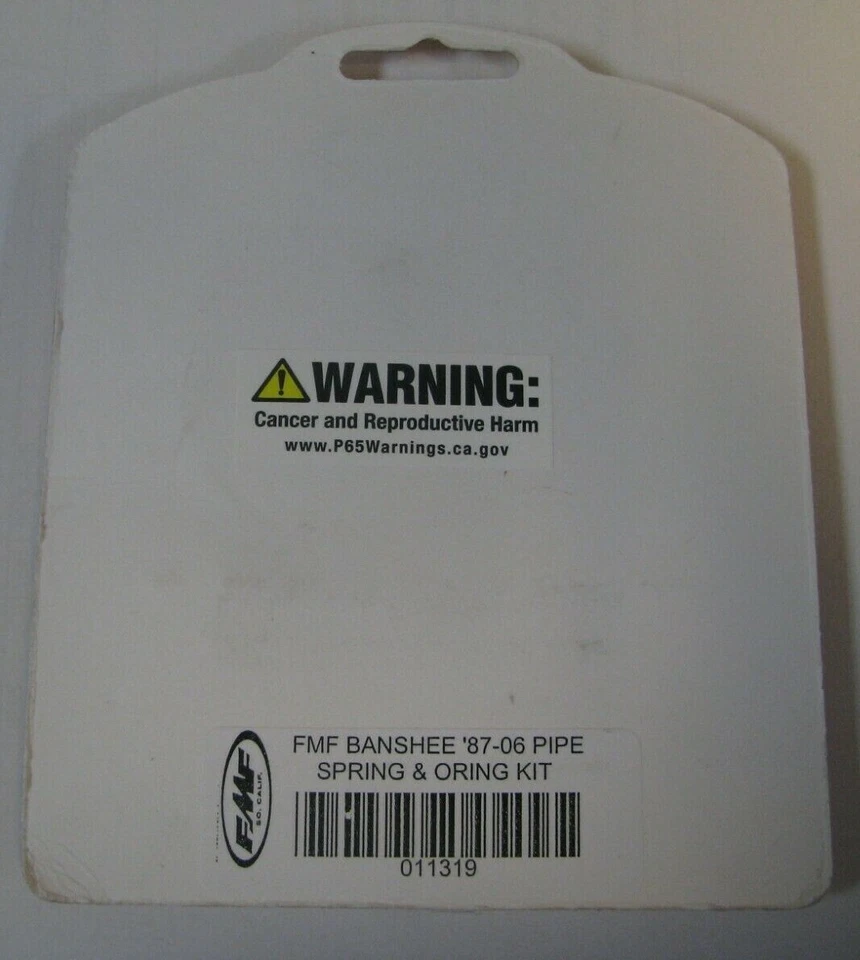 WARNING:
Cancer and Reproductive Harm
www.P65Warnings.ca.gov
FMF
SO. CALIF.
FMF BANSHEE '87-06 PIPE
SPRING & ORING KIT
011319